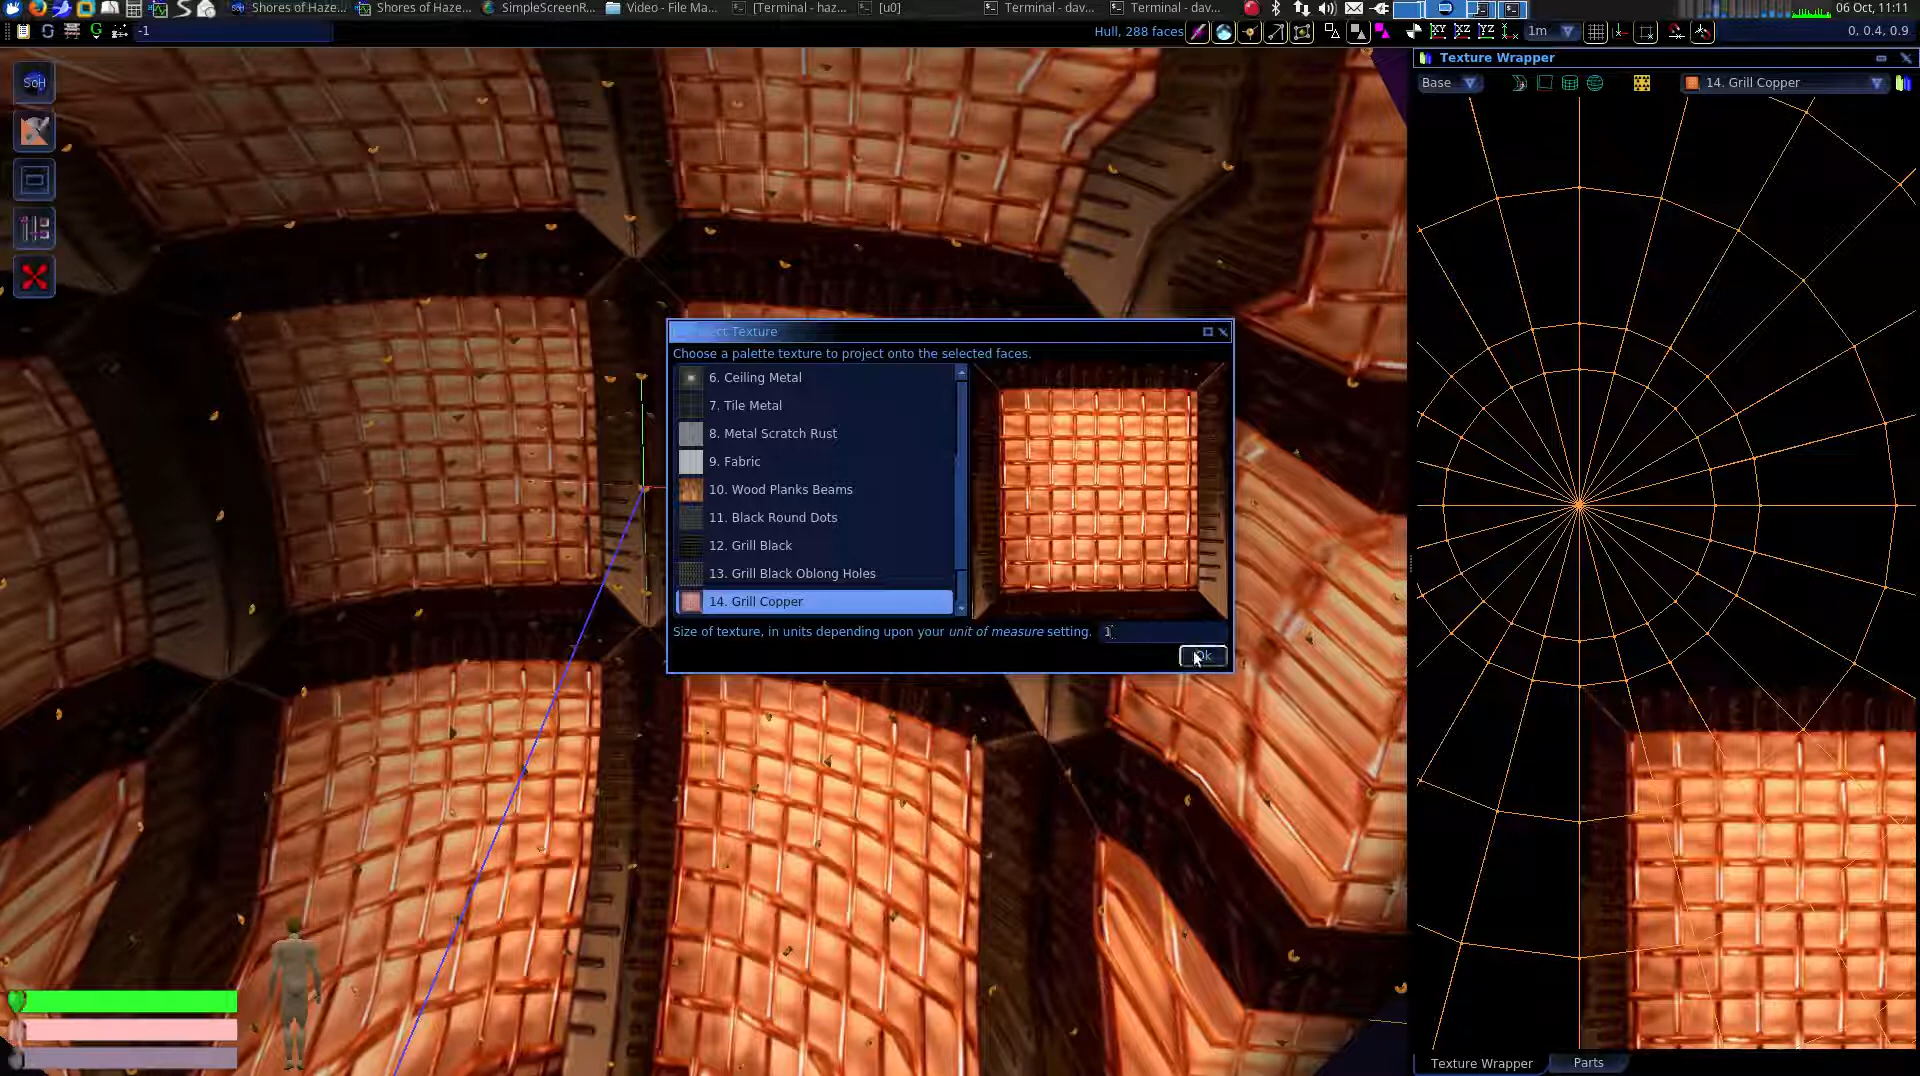 Shores of Haze...
Shores of Haze...
SimpleScreenR...
Video - File Ma...
[Terminal - haz...
[u0]
Terminal - dav...
Terminal - dav...
06 Oct, 11:11
-1
Hull, 288 faces
XY
XZ
YZ
1m
0, 0.4, 0.9
SoH
Texture Wrapper
Base
14. Grill Copper
Texture
Choose a palette texture to project onto the selected faces.
6. Ceiling Metal
7. Tile Metal
8. Metal Scratch Rust
9. Fabric
10. Wood Planks Beams
11. Black Round Dots
12. Grill Black
13. Grill Black Oblong Holes
14. Grill Copper
Size of texture, in units depending upon your unit of measure setting. 1
Ok
Texture Wrapper
Parts